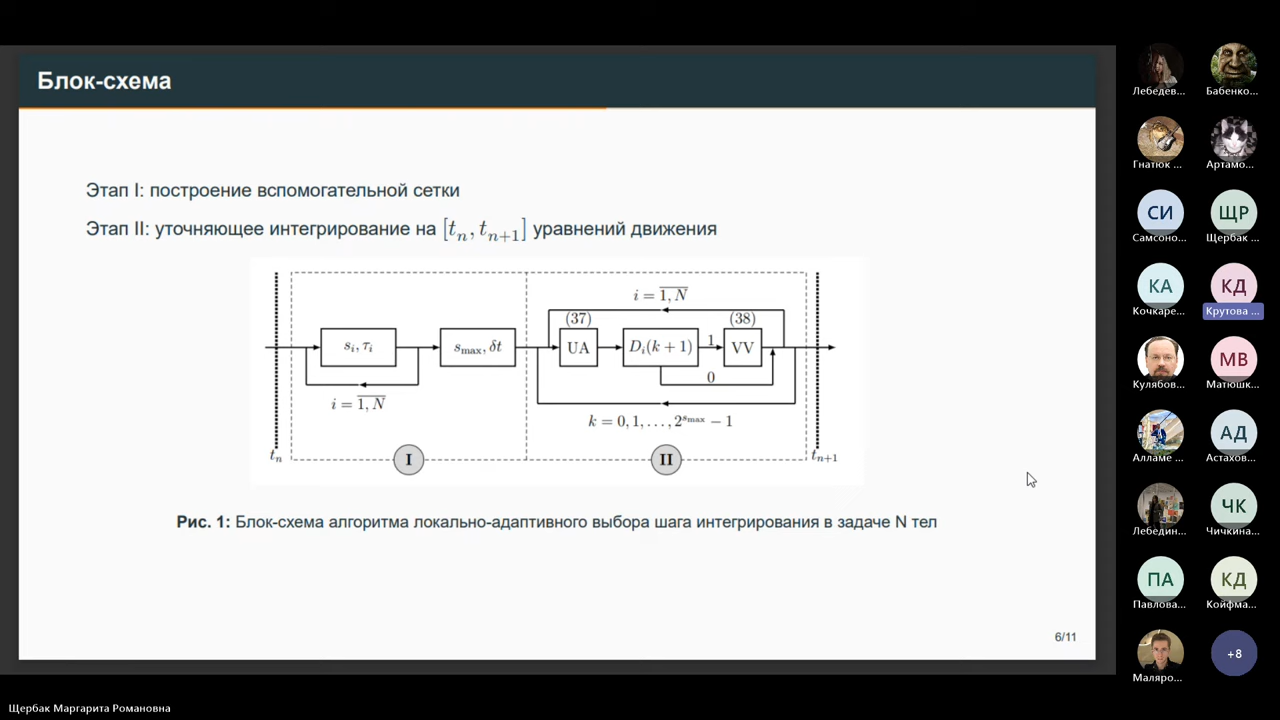 Блок-схема
Этап I: построение вспомогательной сетки
Этап II: уточняющее интегрирование на [tₙ, tₙ₊₁] уравнений движения
i = 1, N
(37)
(38)
sᵢ, τᵢ
s_max, δt
UA
Dᵢ(k + 1)
1
VV
0
i = 1, N
k = 0, 1, . . . , 2^{s_max} − 1
tₙ
I
II
tₙ₊₁
Рис. 1: Блок-схема алгоритма локально-адаптивного выбора шага интегрирования в задаче N тел
6/11
Лебедев...
Бабенко...
Гнатюк ...
Артамо...
СИ
ЩР
Самсоно...
Щербак ...
КА
КД
Кочкаре...
Крутова ...
МВ
Кулябов...
Матюшк...
АД
Алламе ...
Астахов...
ЧК
Лебедин...
Чичкина...
ПА
КД
Павлова...
Койфма...
+8
Маляро...
Щербак Маргарита Романовна